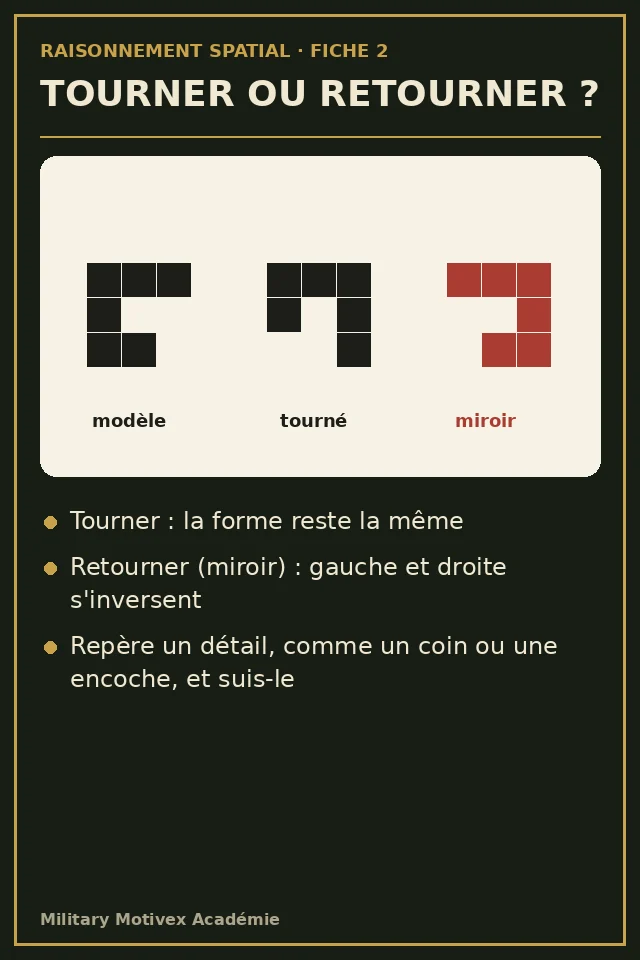 RAISONNEMENT SPATIAL · FICHE 2
TOURNER OU RETOURNER ?
modèle
tourné
miroir
Tourner : la forme reste la même
Retourner (miroir) : gauche et droite
s'inversent
Repère un détail, comme un coin ou une
encoche, et suis-le
Military Motivex Académie